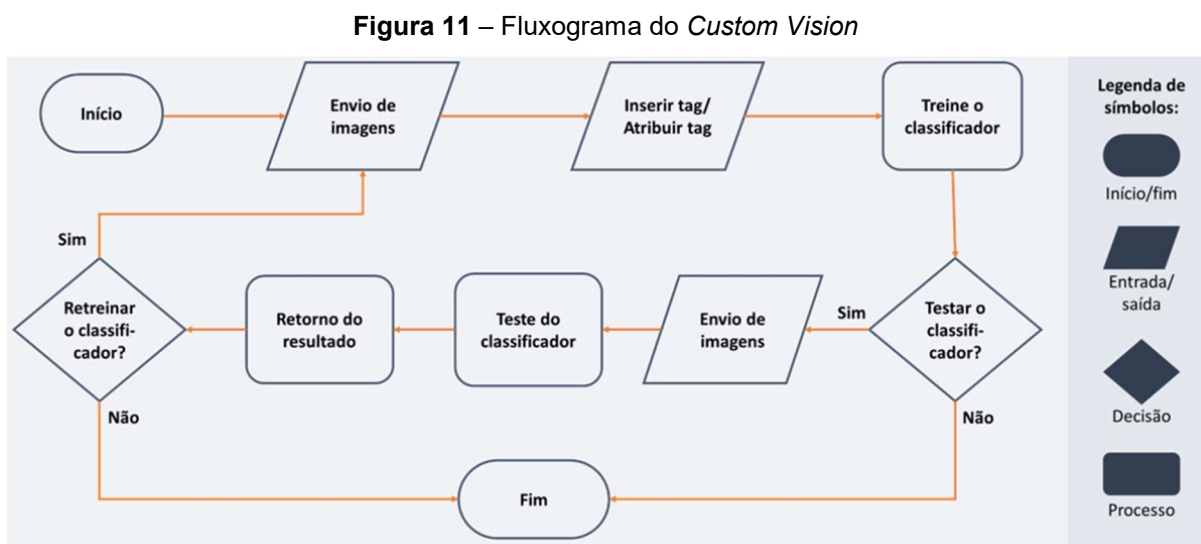 Figura 11 – Fluxograma do Custom Vision
Início
Envio de
imagens
Inserir tag/
Atribuir tag
Treine o
classificador
Sim
Retreinar
o classifi-
cador?
Retorno do
resultado
Teste do
classificador
Envio de
imagens
Sim
Testar o
classifi-
cador?
Não
Não
Fim
Legenda de
símbolos:
Início/fim
Entrada/
saída
Decisão
Processo